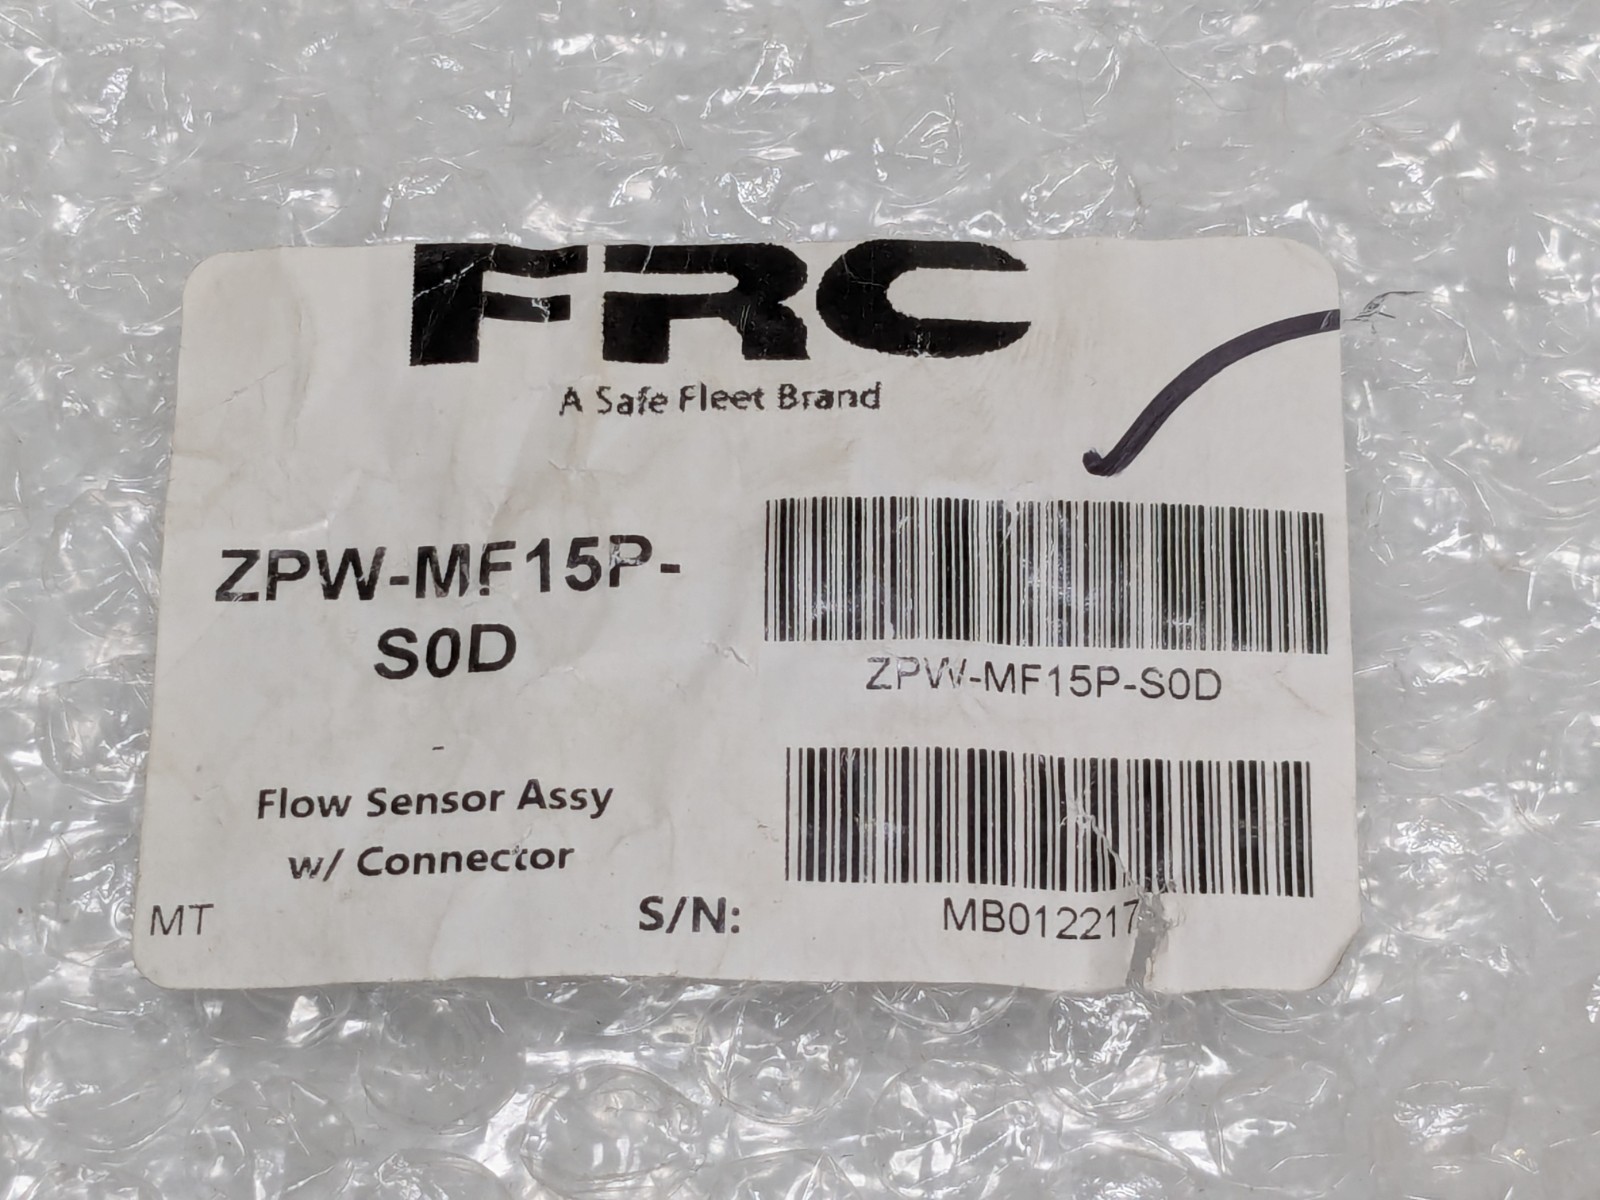 FRC
A Safe Fleet Brand
ZPW-MF15P-
S0D
ZPW-MF15P-S0D
-
Flow Sensor Assy
w/ Connector
MT
S/N:
MB012217